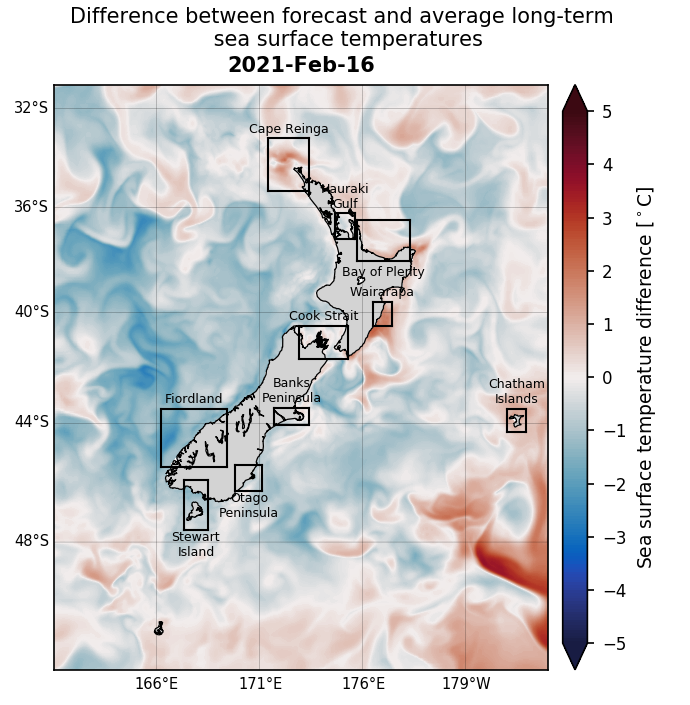 Difference between forecast and average long-term
sea surface temperatures
2021-Feb-16
32°S
36°S
40°S
44°S
48°S
166°E
171°E
176°E
179°W
Cape Reinga
Hauraki
Gulf
Bay of Plenty
Wairarapa
Cook Strait
Banks
Peninsula
Chatham
Islands
Fiordland
Otago
Peninsula
Stewart
Island
5
4
3
2
1
0
−1
−2
−3
−4
−5
Sea surface temperature difference [°C]